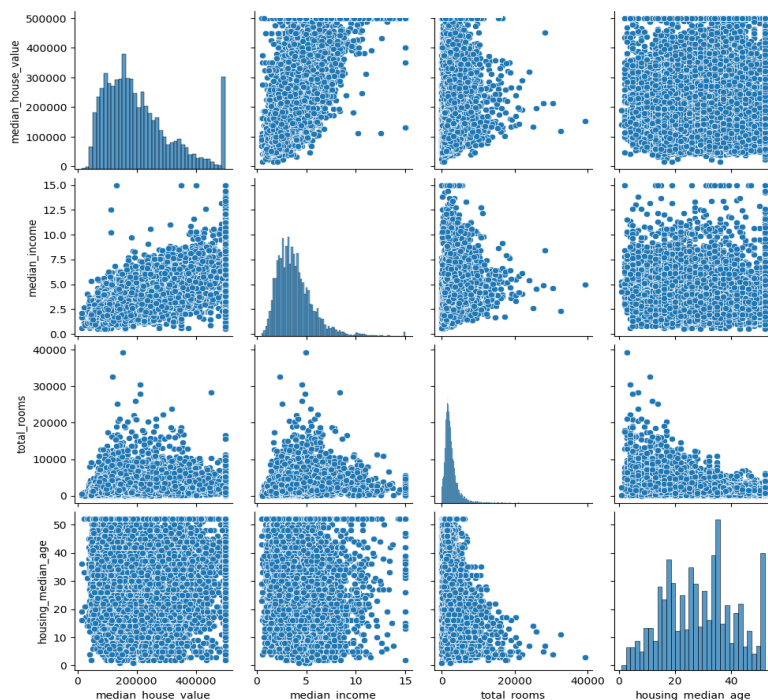 500000
400000
300000
200000
100000
0
median_house_value
15.0
12.5
10.0
7.5
5.0
2.5
0.0
median_income
40000
30000
20000
10000
0
total_rooms
50
40
30
20
10
0
housing_median_age
0 200000 400000
median_house_value
0 5 10 15
median_income
0 20000 40000
total_rooms
20 40
housing_median_age